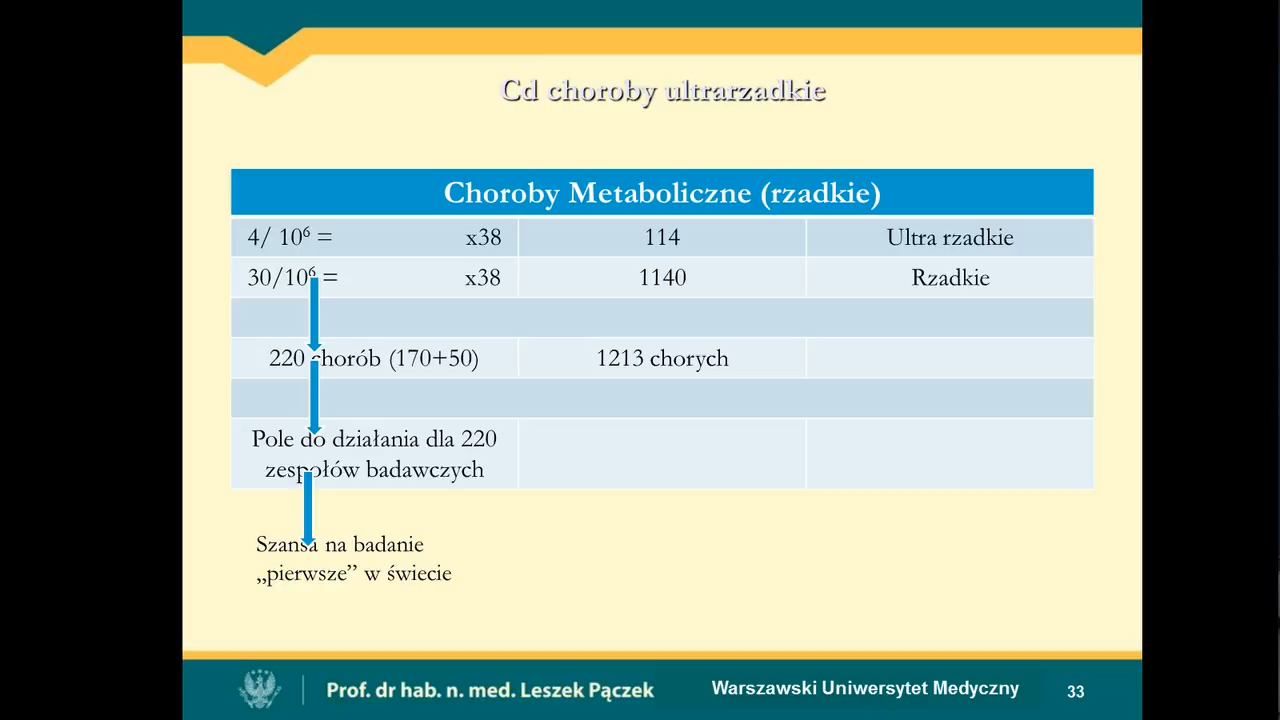 Cd choroby ultrarzadkie
Choroby Metaboliczne (rzadkie)
4/ 10⁶ = x38 114 Ultra rzadkie
30/10⁶ = x38 1140 Rzadkie
220 chorób (170+50) 1213 chorych
Pole do działania dla 220
zespołów badawczych
Szansa na badanie
„pierwsze” w świecie
Prof. dr hab. n. med. Leszek Pączek Warszawski Uniwersytet Medyczny 33